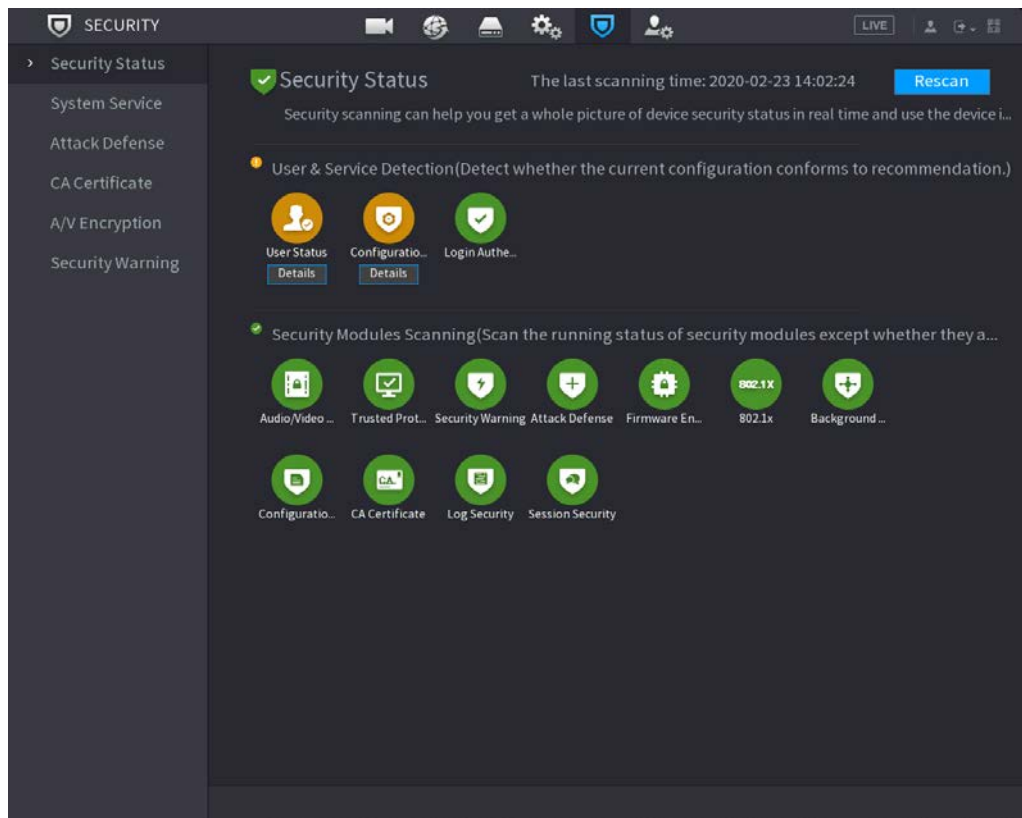 SECURITY
LIVE
Security Status
System Service
Attack Defense
CA Certificate
A/V Encryption
Security Warning
Security Status
The last scanning time: 2020-02-23 14:02:24
Rescan
Security scanning can help you get a whole picture of device security status in real time and use the device i...
User & Service Detection(Detect whether the current configuration conforms to recommendation.)
User Status Configuratio... Login Authe...
Details Details
Security Modules Scanning(Scan the running status of security modules except whether they a...
802.1X
Audio/Video ... Trusted Prot... Security Warning Attack Defense Firmware En... 802.1x Background ...
CA
Configuratio... CA Certificate Log Security Session Security